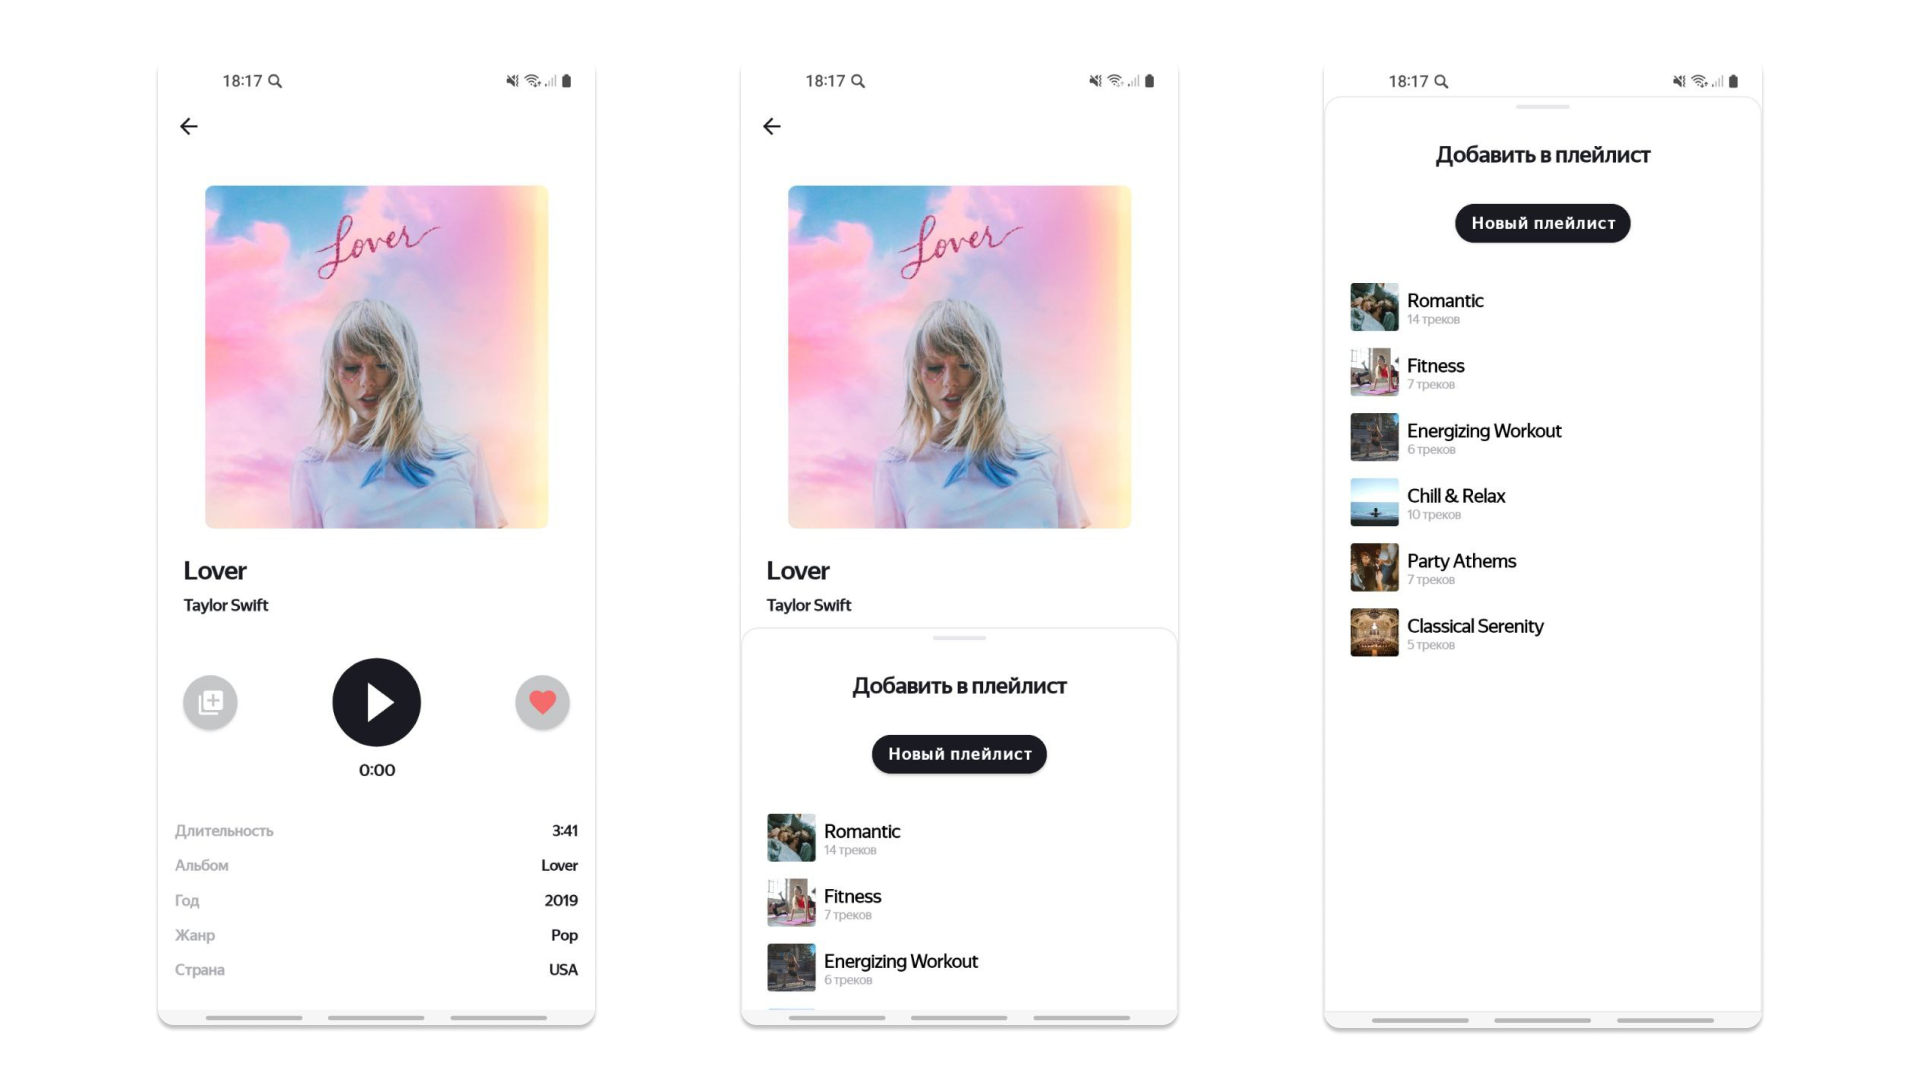 18:17
Lover
Lover
Taylor Swift
0:00
Длительность 3:41
Альбом Lover
Год 2019
Жанр Pop
Страна USA
18:17
Lover
Lover
Taylor Swift
Добавить в плейлист
Новый плейлист
Romantic
14 треков
Fitness
7 треков
Energizing Workout
6 треков
18:17
Добавить в плейлист
Новый плейлист
Romantic
14 треков
Fitness
7 треков
Energizing Workout
6 треков
Chill & Relax
10 треков
Party Athems
7 треков
Classical Serenity
5 треков